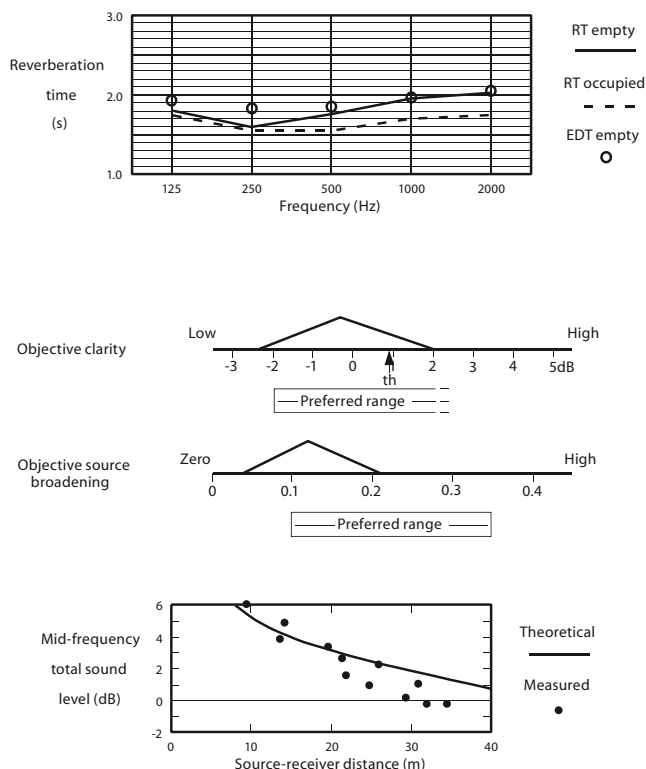 3.0
RT empty
Reverberation
time
(s)
2.0
RT occupied
EDT empty
1.0
125 250 500 1000 2000
Frequency (Hz)
Objective clarity
Low
High
-3 -2 -1 0 1 2 3 4 5dB
th
Preferred range
Objective source
broadening
Zero
High
0 0.1 0.2 0.3 0.4
Preferred range
6
4
2
0
-2
Mid-frequency
total sound
level (dB)
Theoretical
Measured
0 10 20 30 40
Source-receiver distance (m)